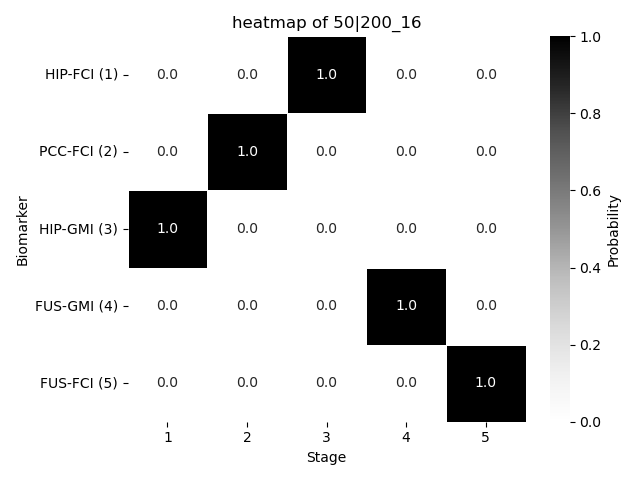 heatmap of 50|200_16
HIP-FCI (1) 0.0 0.0 1.0 0.0 0.0
PCC-FCI (2) 0.0 1.0 0.0 0.0 0.0
HIP-GMI (3) 1.0 0.0 0.0 0.0 0.0
FUS-GMI (4) 0.0 0.0 0.0 1.0 0.0
FUS-FCI (5) 0.0 0.0 0.0 0.0 1.0
1 2 3 4 5
Stage
Biomarker
1.0
0.8
0.6
0.4
0.2
0.0
Probability